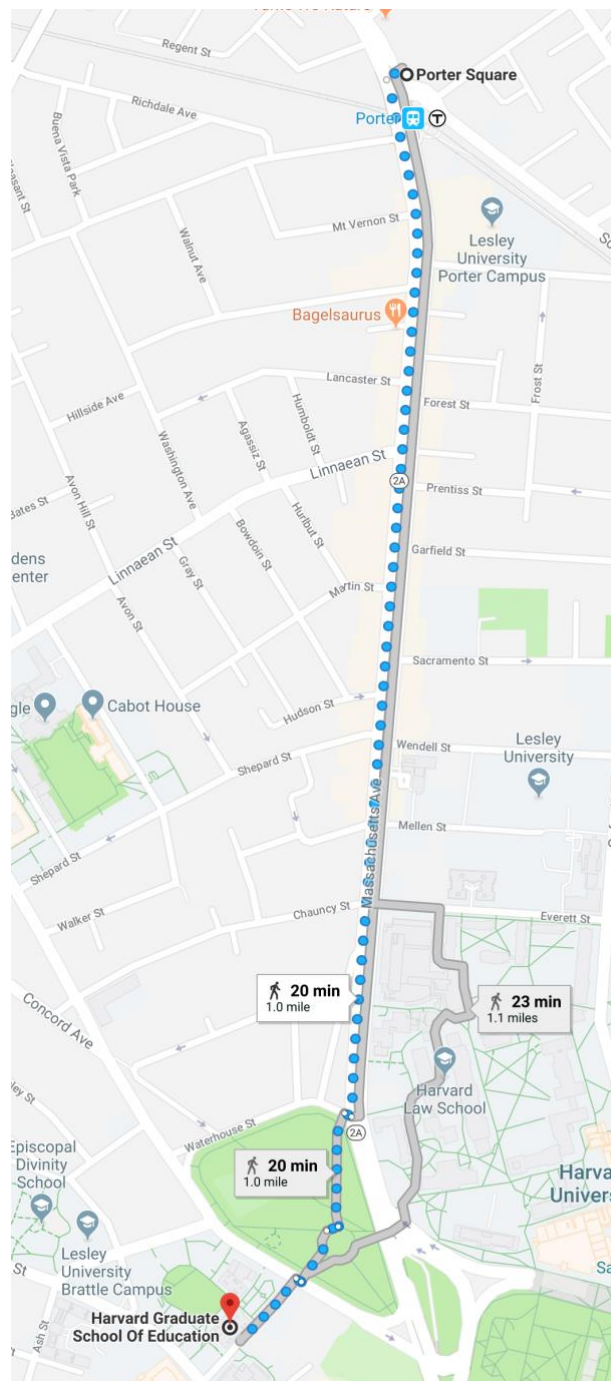 Regent St
Porter Square
Richdale Ave
Porter
T
Buena Vista Park
Mt Vernon St
Lesley
University
Porter Campus
Walnut Ave
Bagelsaurus
Frost St
Lancaster St
Forest St
Hillside Ave
Humboldt St
Agassiz St
Washington Ave
Linnaean St
2A
Prentiss St
Bates St
Avon Hill St
Hurlbut St
Bowdoin St
Garfield St
Linnaean St
Gray St
Martin St
Avon St
Sacramento St
Cabot House
Hudson St
Shepard St
Wendell St
Lesley
University
Massachusetts Ave
Mellen St
Shepard St
Walker St
Chauncy St
Everett St
20 min
1.0 mile
23 min
1.1 miles
Concord Ave
Harvard
Law School
Waterhouse St
2A
20 min
1.0 mile
Episcopal
Divinity
School
Lesley
University
Brattle Campus
Harvard Graduate
School Of Education
Ash St